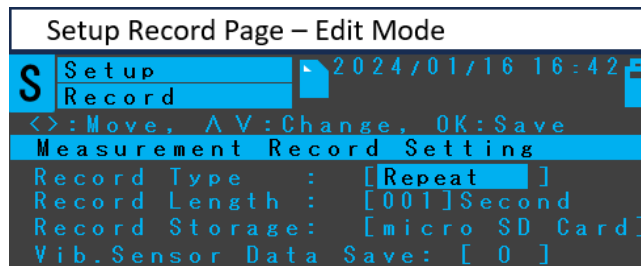 Setup Record Page – Edit Mode
S Setup 2024/01/16 16:42
Record
<>:Move, ΛV:Change, OK:Save
Measurement Record Setting
Record Type : [Repeat ]
Record Length : [001]Second
Record Storage: [micro SD Card]
Vib.Sensor Data Save: [ 0 ]